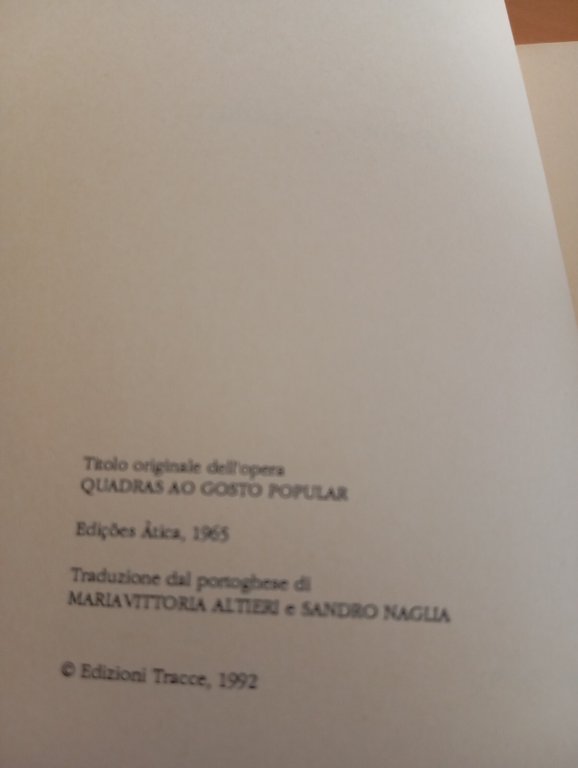 Titolo originale dell'opera
QUADRAS AO GOSTO POPULAR
Edições Ática, 1965
Traduzione dal portoghese di
MARIA VITTORIA ALTIERI e SANDRO NAGLIA
© Edizioni Tracce, 1992